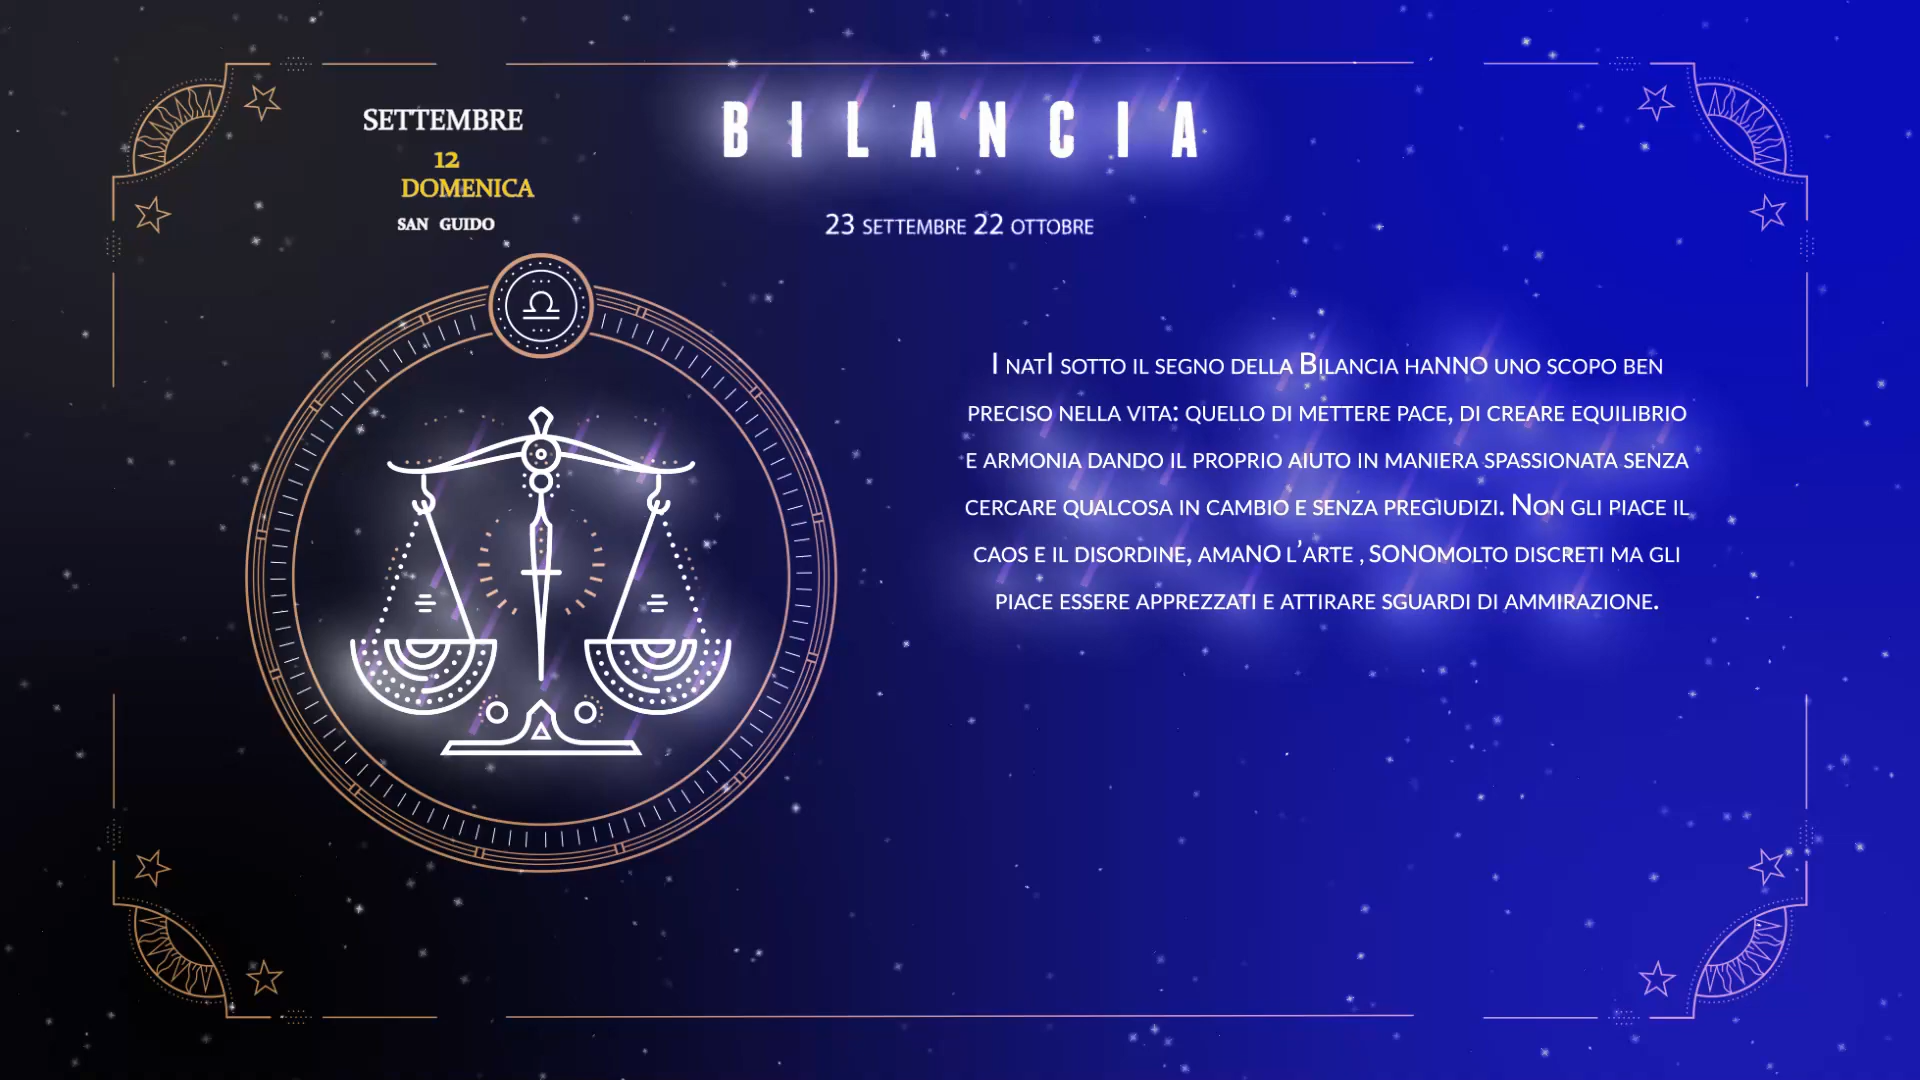 SETTEMBRE
12
DOMENICA
SAN GUIDO
BILANCIA
23 SETTEMBRE 22 OTTOBRE
I NATI SOTTO IL SEGNO DELLA BILANCIA HANNO UNO SCOPO BEN
PRECISO NELLA VITA: QUELLO DI METTERE PACE, DI CREARE EQUILIBRIO
E ARMONIA DANDO IL PROPRIO AIUTO IN MANIERA SPASSIONATA SENZA
CERCARE QUALCOSA IN CAMBIO E SENZA PREGIUDIZI. NON GLI PIACE IL
CAOS E IL DISORDINE, AMANO L'ARTE , SONOMOLTO DISCRETI MA GLI
PIACE ESSERE APPREZZATI E ATTIRARE SGUARDI DI AMMIRAZIONE.